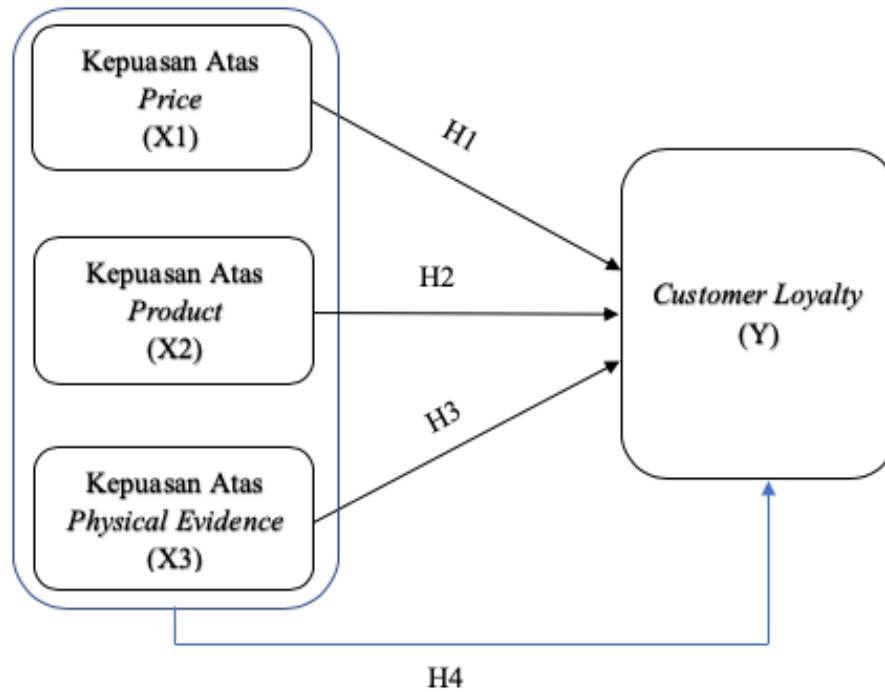 Kepuasan Atas
Price
(X1)
H1
Kepuasan Atas
Product
(X2)
H2
Customer Loyalty
(Y)
H3
Kepuasan Atas
Physical Evidence
(X3)
H4